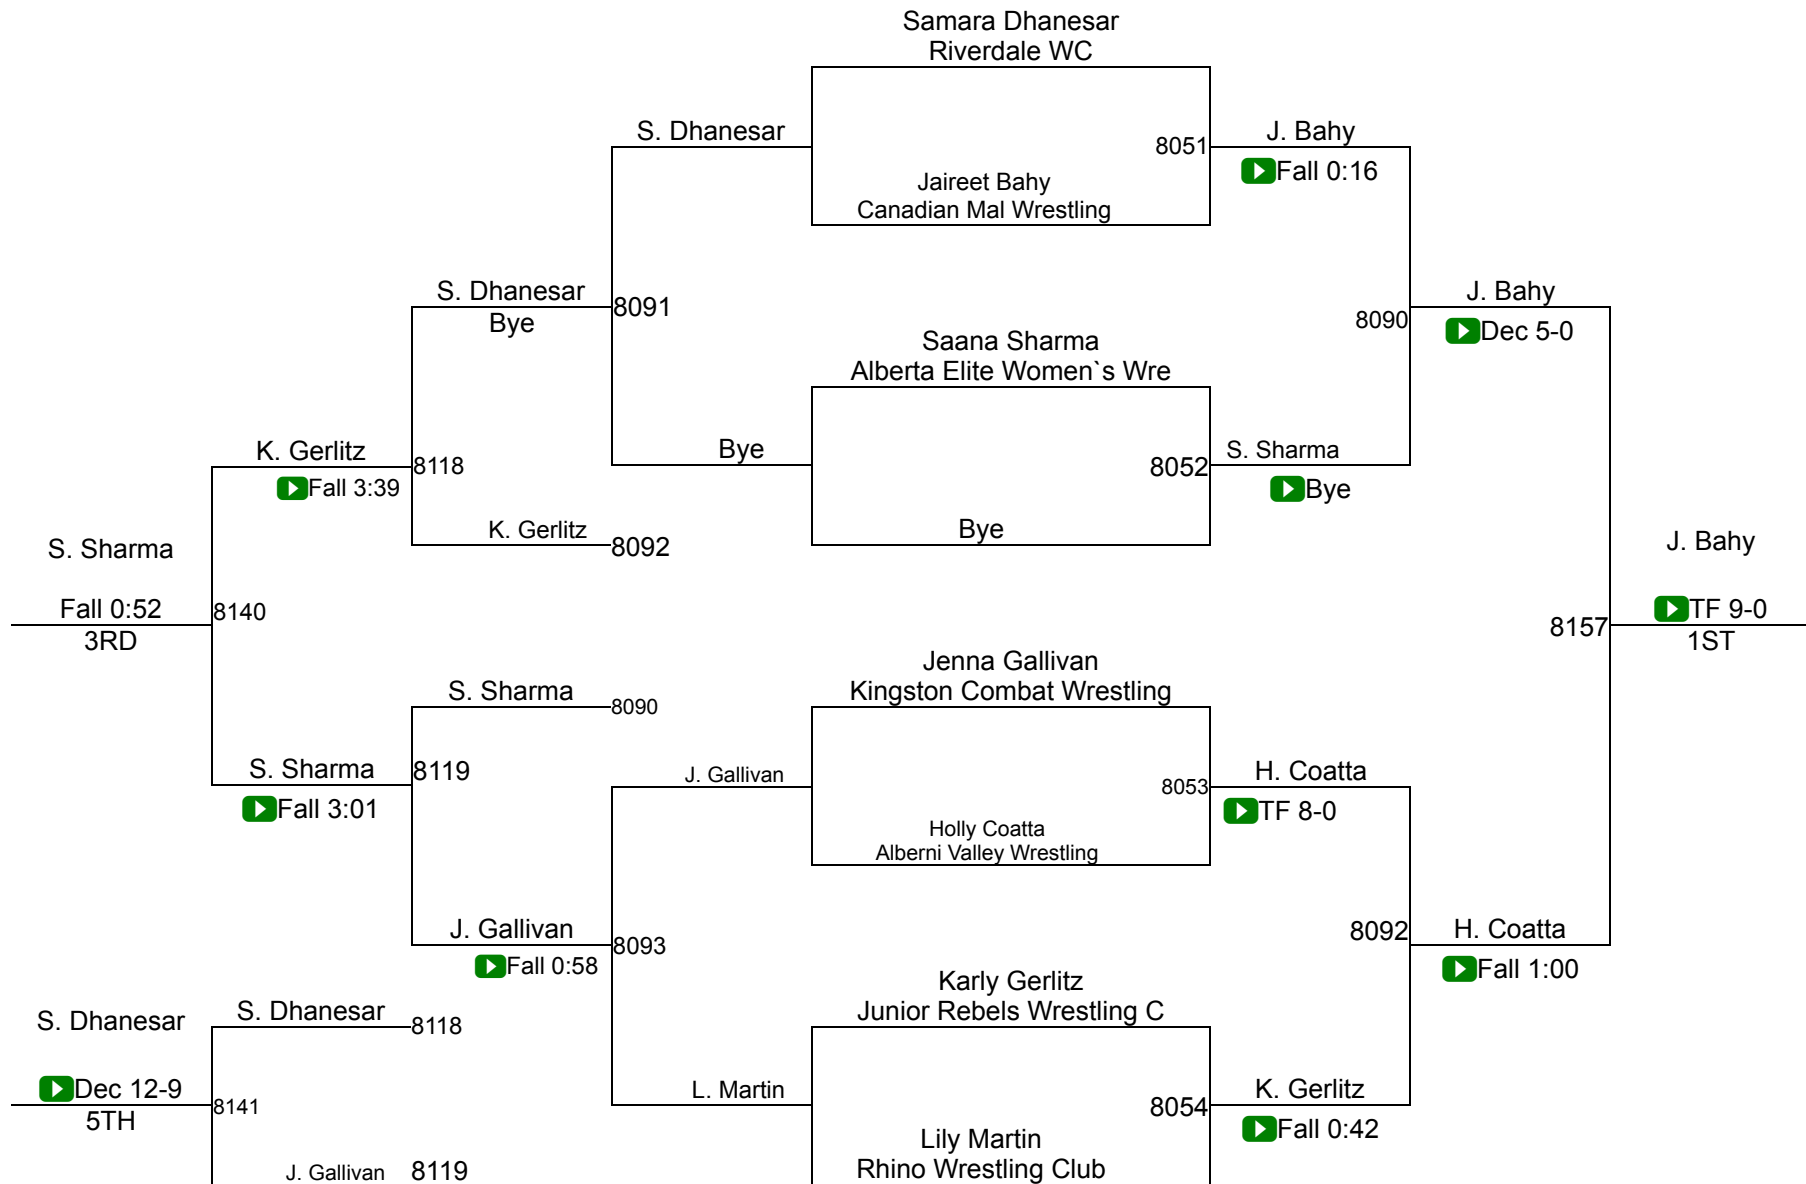 Samara Dhanesar
Riverdale WC
S. Dhanesar
8051
J. Bahy
Fall 0:16
Jaireet Bahy
Canadian Mal Wrestling
S. Dhanesar
Bye
8091
8090
J. Bahy
Dec 5-0
Saana Sharma
Alberta Elite Women`s Wre
K. Gerlitz
Fall 3:39
8118
Bye
8052
S. Sharma
Bye
K. Gerlitz
8092
Bye
S. Sharma
Fall 0:52
3RD
8140
J. Bahy
8157
TF 9-0
1ST
Jenna Gallivan
Kingston Combat Wrestling
S. Sharma
8090
S. Sharma
Fall 3:01
8119
J. Gallivan
8053
H. Coatta
TF 8-0
Holly Coatta
Alberni Valley Wrestling
J. Gallivan
Fall 0:58
8093
8092
H. Coatta
Fall 1:00
Karly Gerlitz
Junior Rebels Wrestling C
S. Dhanesar
S. Dhanesar
8118
Dec 12-9
5TH
8141
L. Martin
8054
K. Gerlitz
Fall 0:42
Lily Martin
Rhino Wrestling Club
J. Gallivan
8119